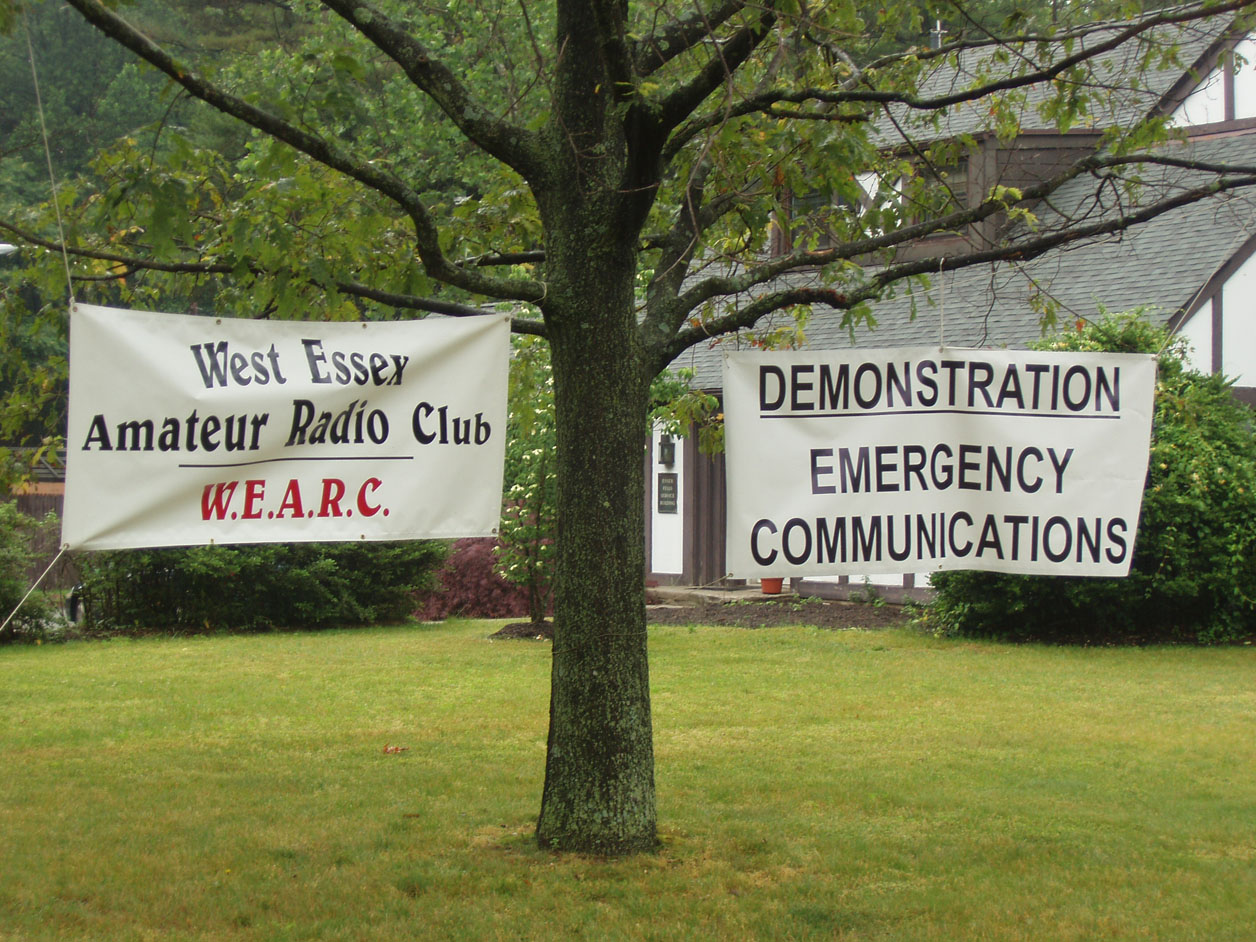 West Essex
Amateur Radio Club
W.E.A.R.C.
DEMONSTRATION
EMERGENCY
COMMUNICATIONS